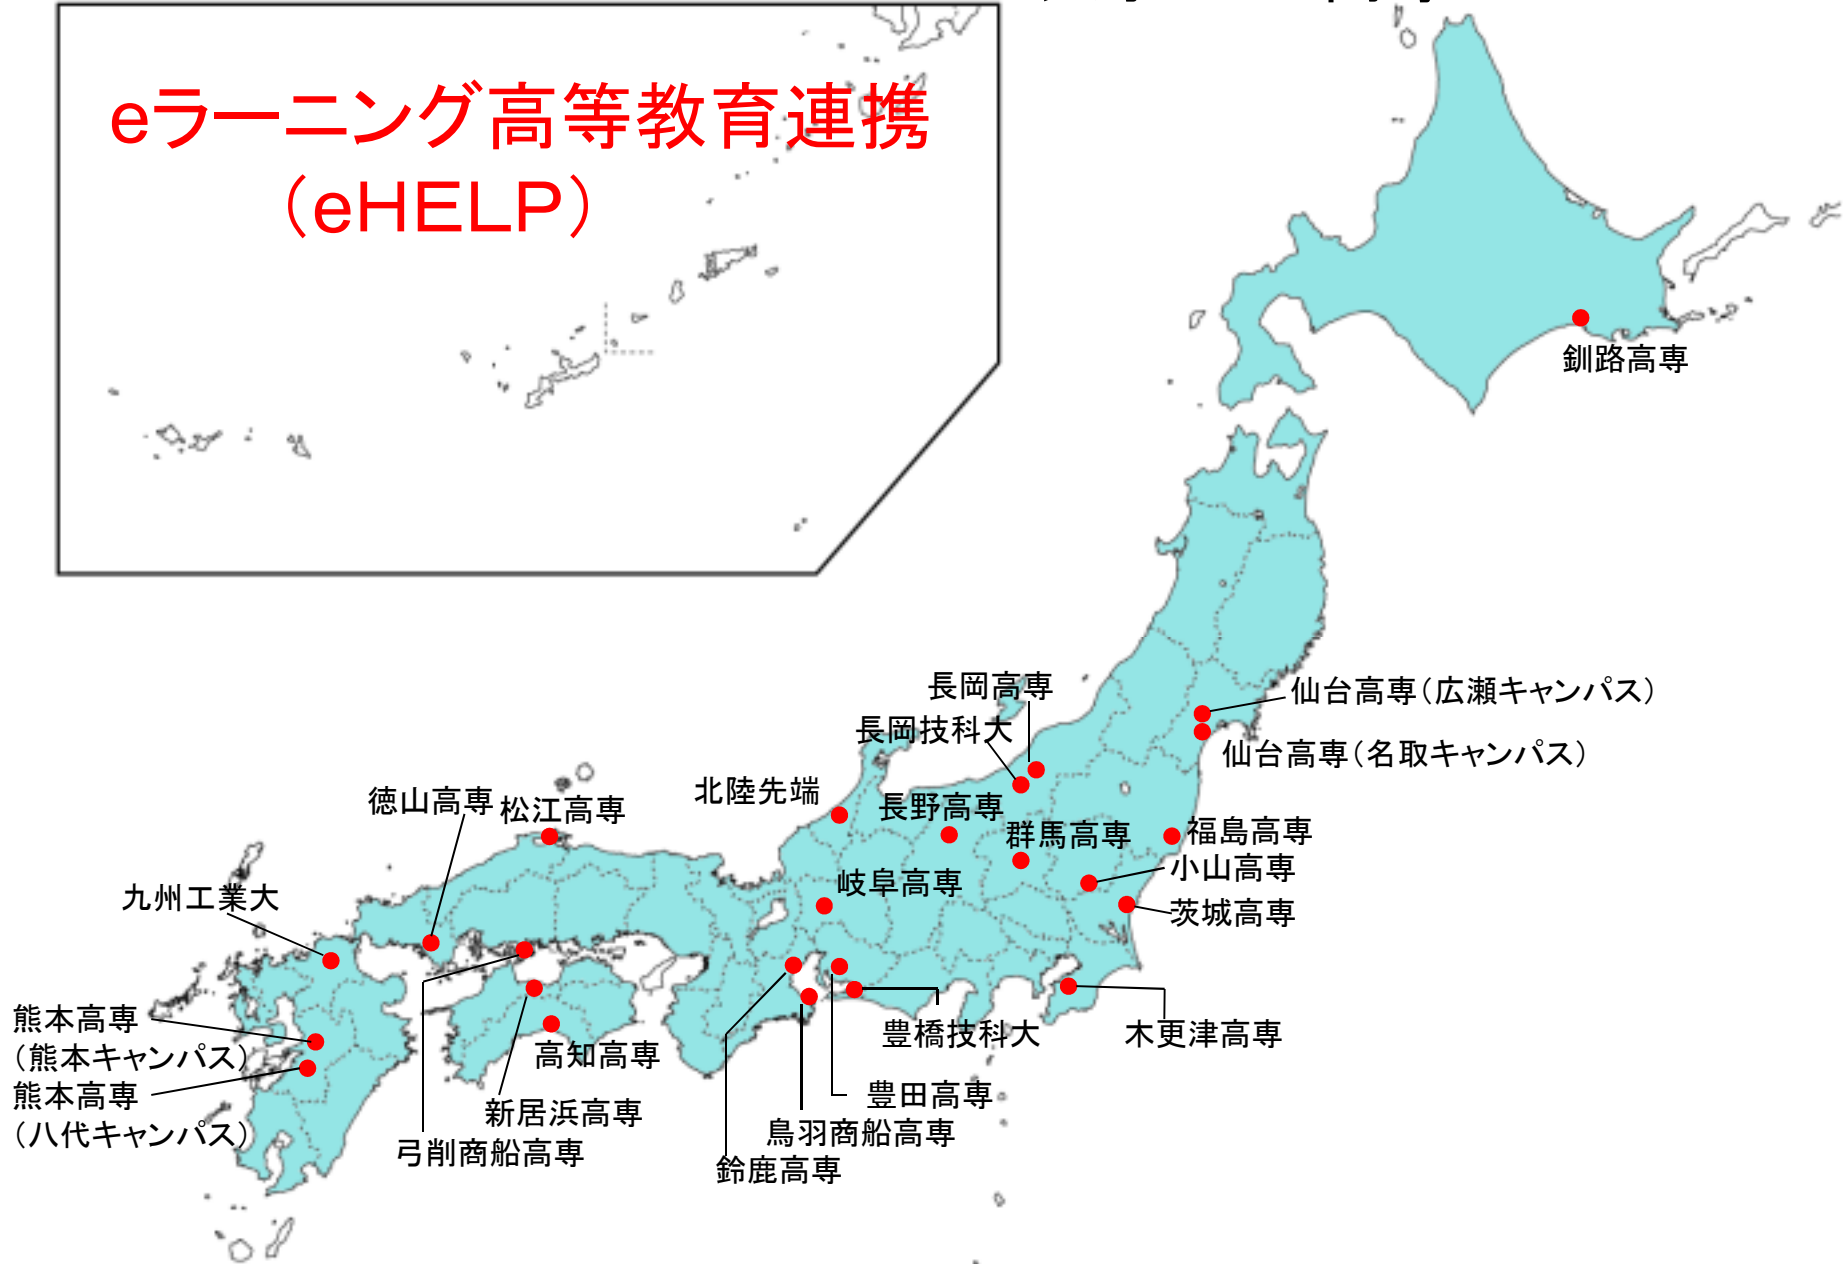 eラーニング高等教育連携
（eHELP）
釧路高専
長岡高専
仙台高専（広瀬キャンパス）
長岡技科大
仙台高専（名取キャンパス）
北陸先端
徳山高専
松江高専
長野高専
群馬高専
福島高専
小山高専
岐阜高専
九州工業大
茨城高専
熊本高専
（熊本キャンパス）
豊橋技科大
木更津高専
高知高専
熊本高専
（八代キャンパス）
豊田高専
新居浜高専
鳥羽商船高専
弓削商船高専
鈴鹿高専